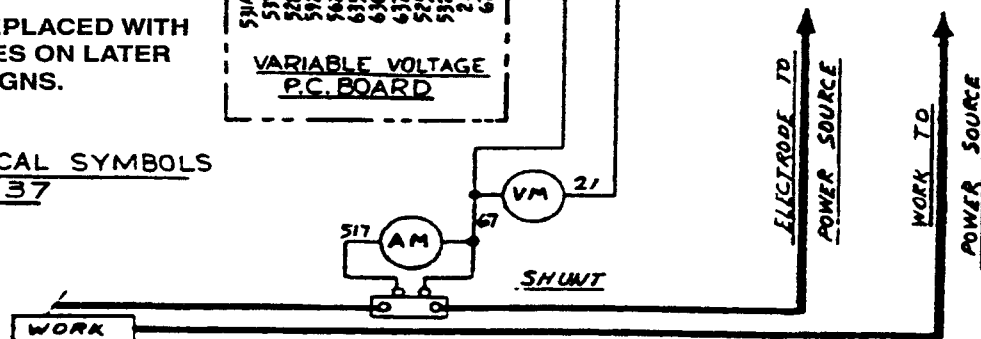 EPLACED WITH
ES ON LATER
GNS.
VARIABLE VOLTAGE
P.C. BOARD
CAL SYMBOLS
37
VM
21
67
517
AM
SHUNT
WORK
ELECTRODE TO
POWER SOURCE
WORK TO
POWER SOURCE